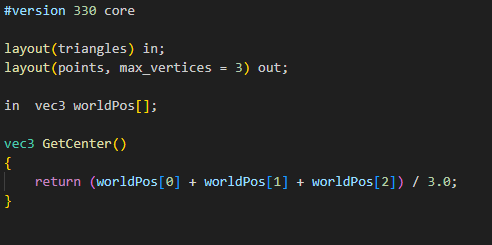 #version 330 core
layout(triangles) in;
layout(points, max_vertices = 3) out;
in  vec3 worldPos[];
vec3 GetCenter()
{
    return (worldPos[0] + worldPos[1] + worldPos[2]) / 3.0;
}